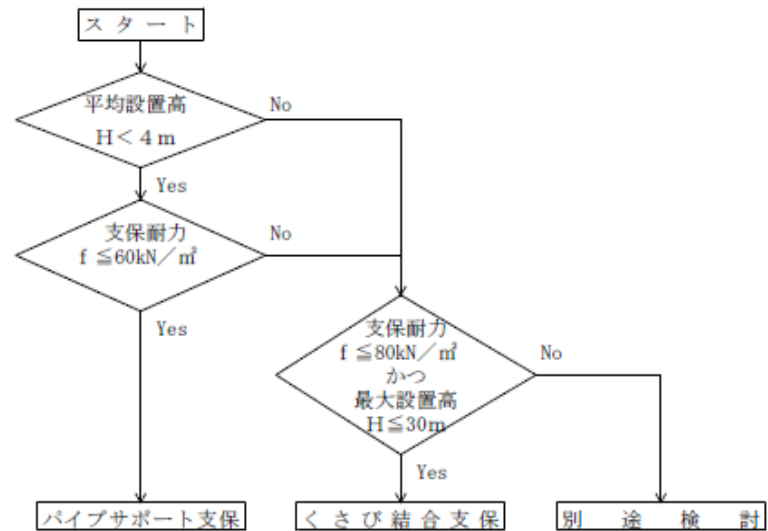 スタート
平均設置高
H＜4m
No
Yes
支保耐力
f≦60kN／㎡
No
Yes
支保耐力
f≦80kN／㎡
かつ
最大設置高
H≦30m
No
Yes
パイプサポート支保
くさび結合支保
別途検討